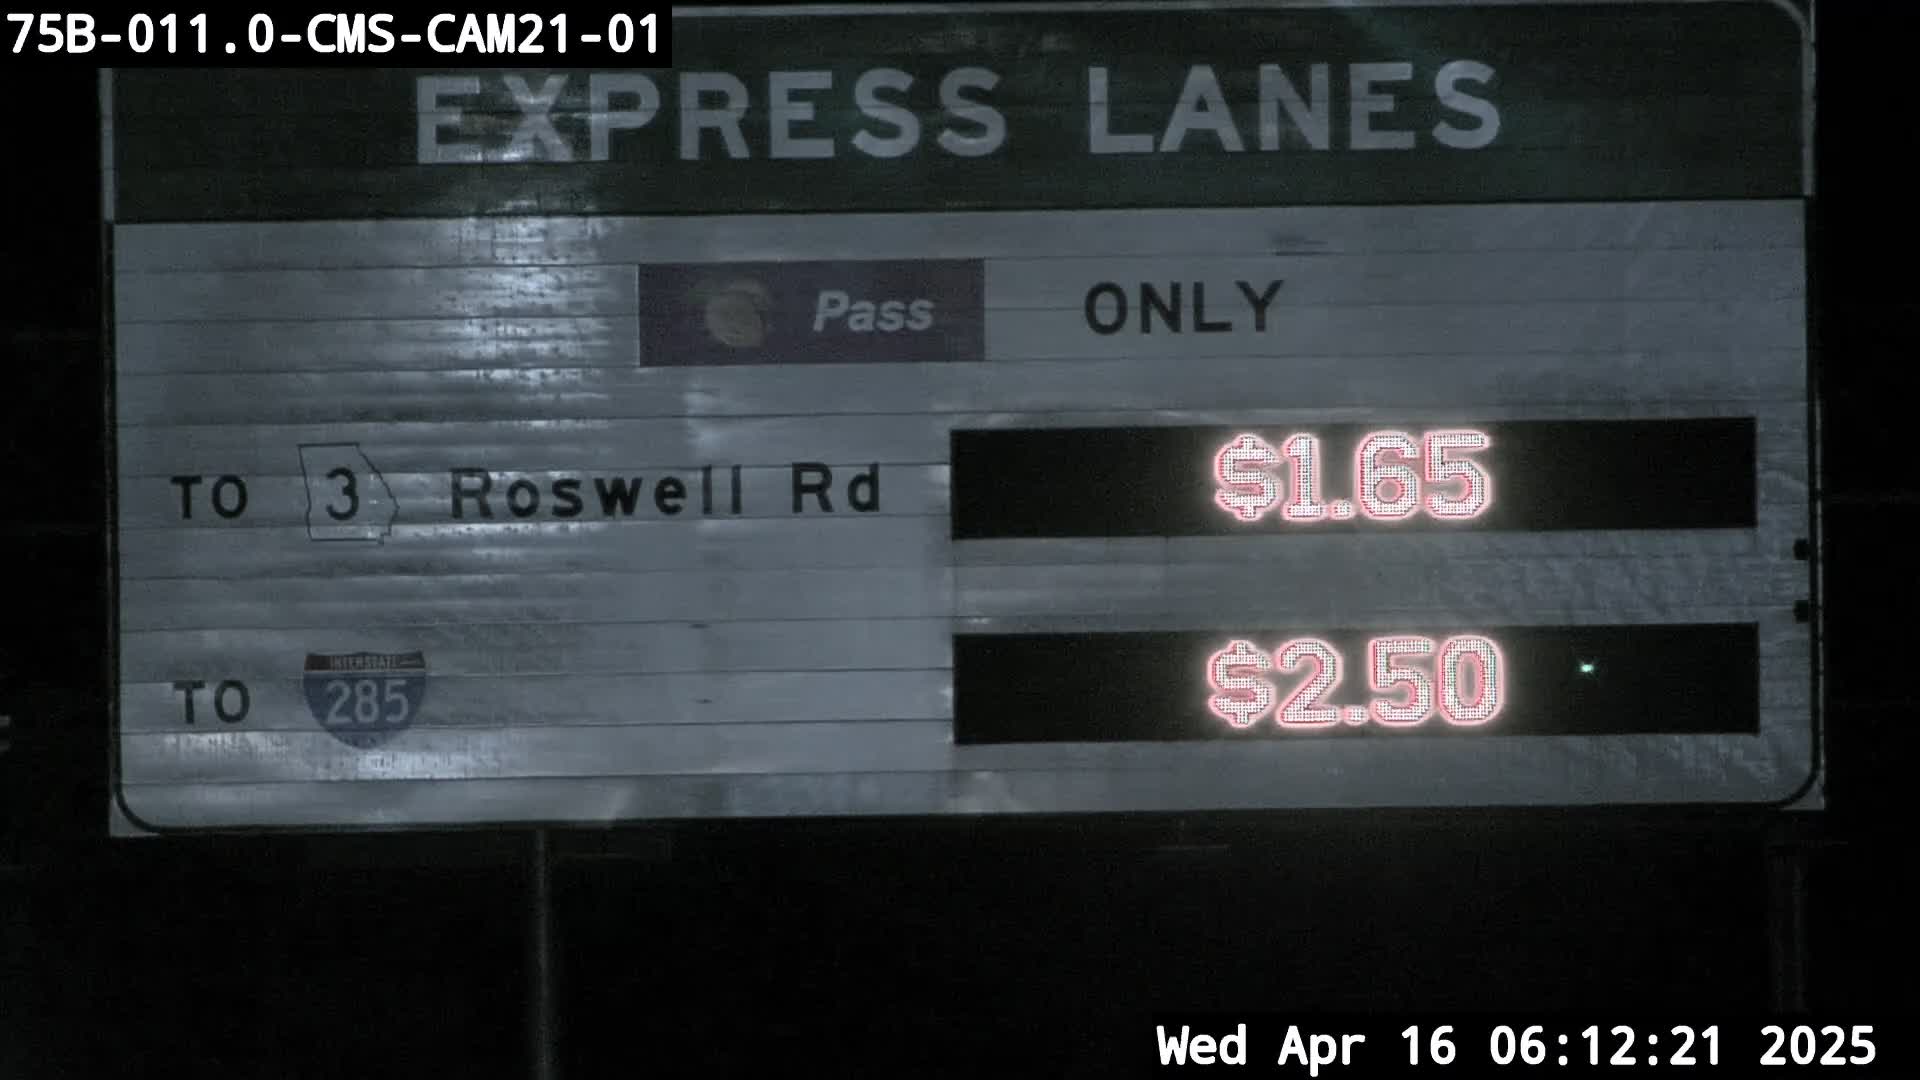 75B-011.0-CMS-CAM21-01
EXPRESS LANES
Pass ONLY
TO 3 Roswell Rd $1.65
INTERSTATE
TO 285 $2.50
Wed Apr 16 06:12:21 2025